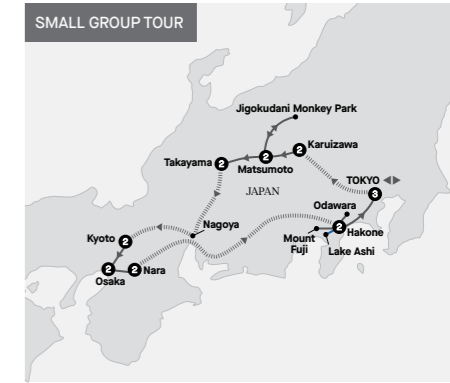 SMALL GROUP TOUR
Jigokudani Monkey Park
2
Karuizawa
Takayama
2
2
Matsumoto
TOKYO
3
JAPAN
Odawara
Nagoya
2
Hakone
Kyoto
2
Mount
Fuji
Lake Ashi
2
2
Nara
Osaka